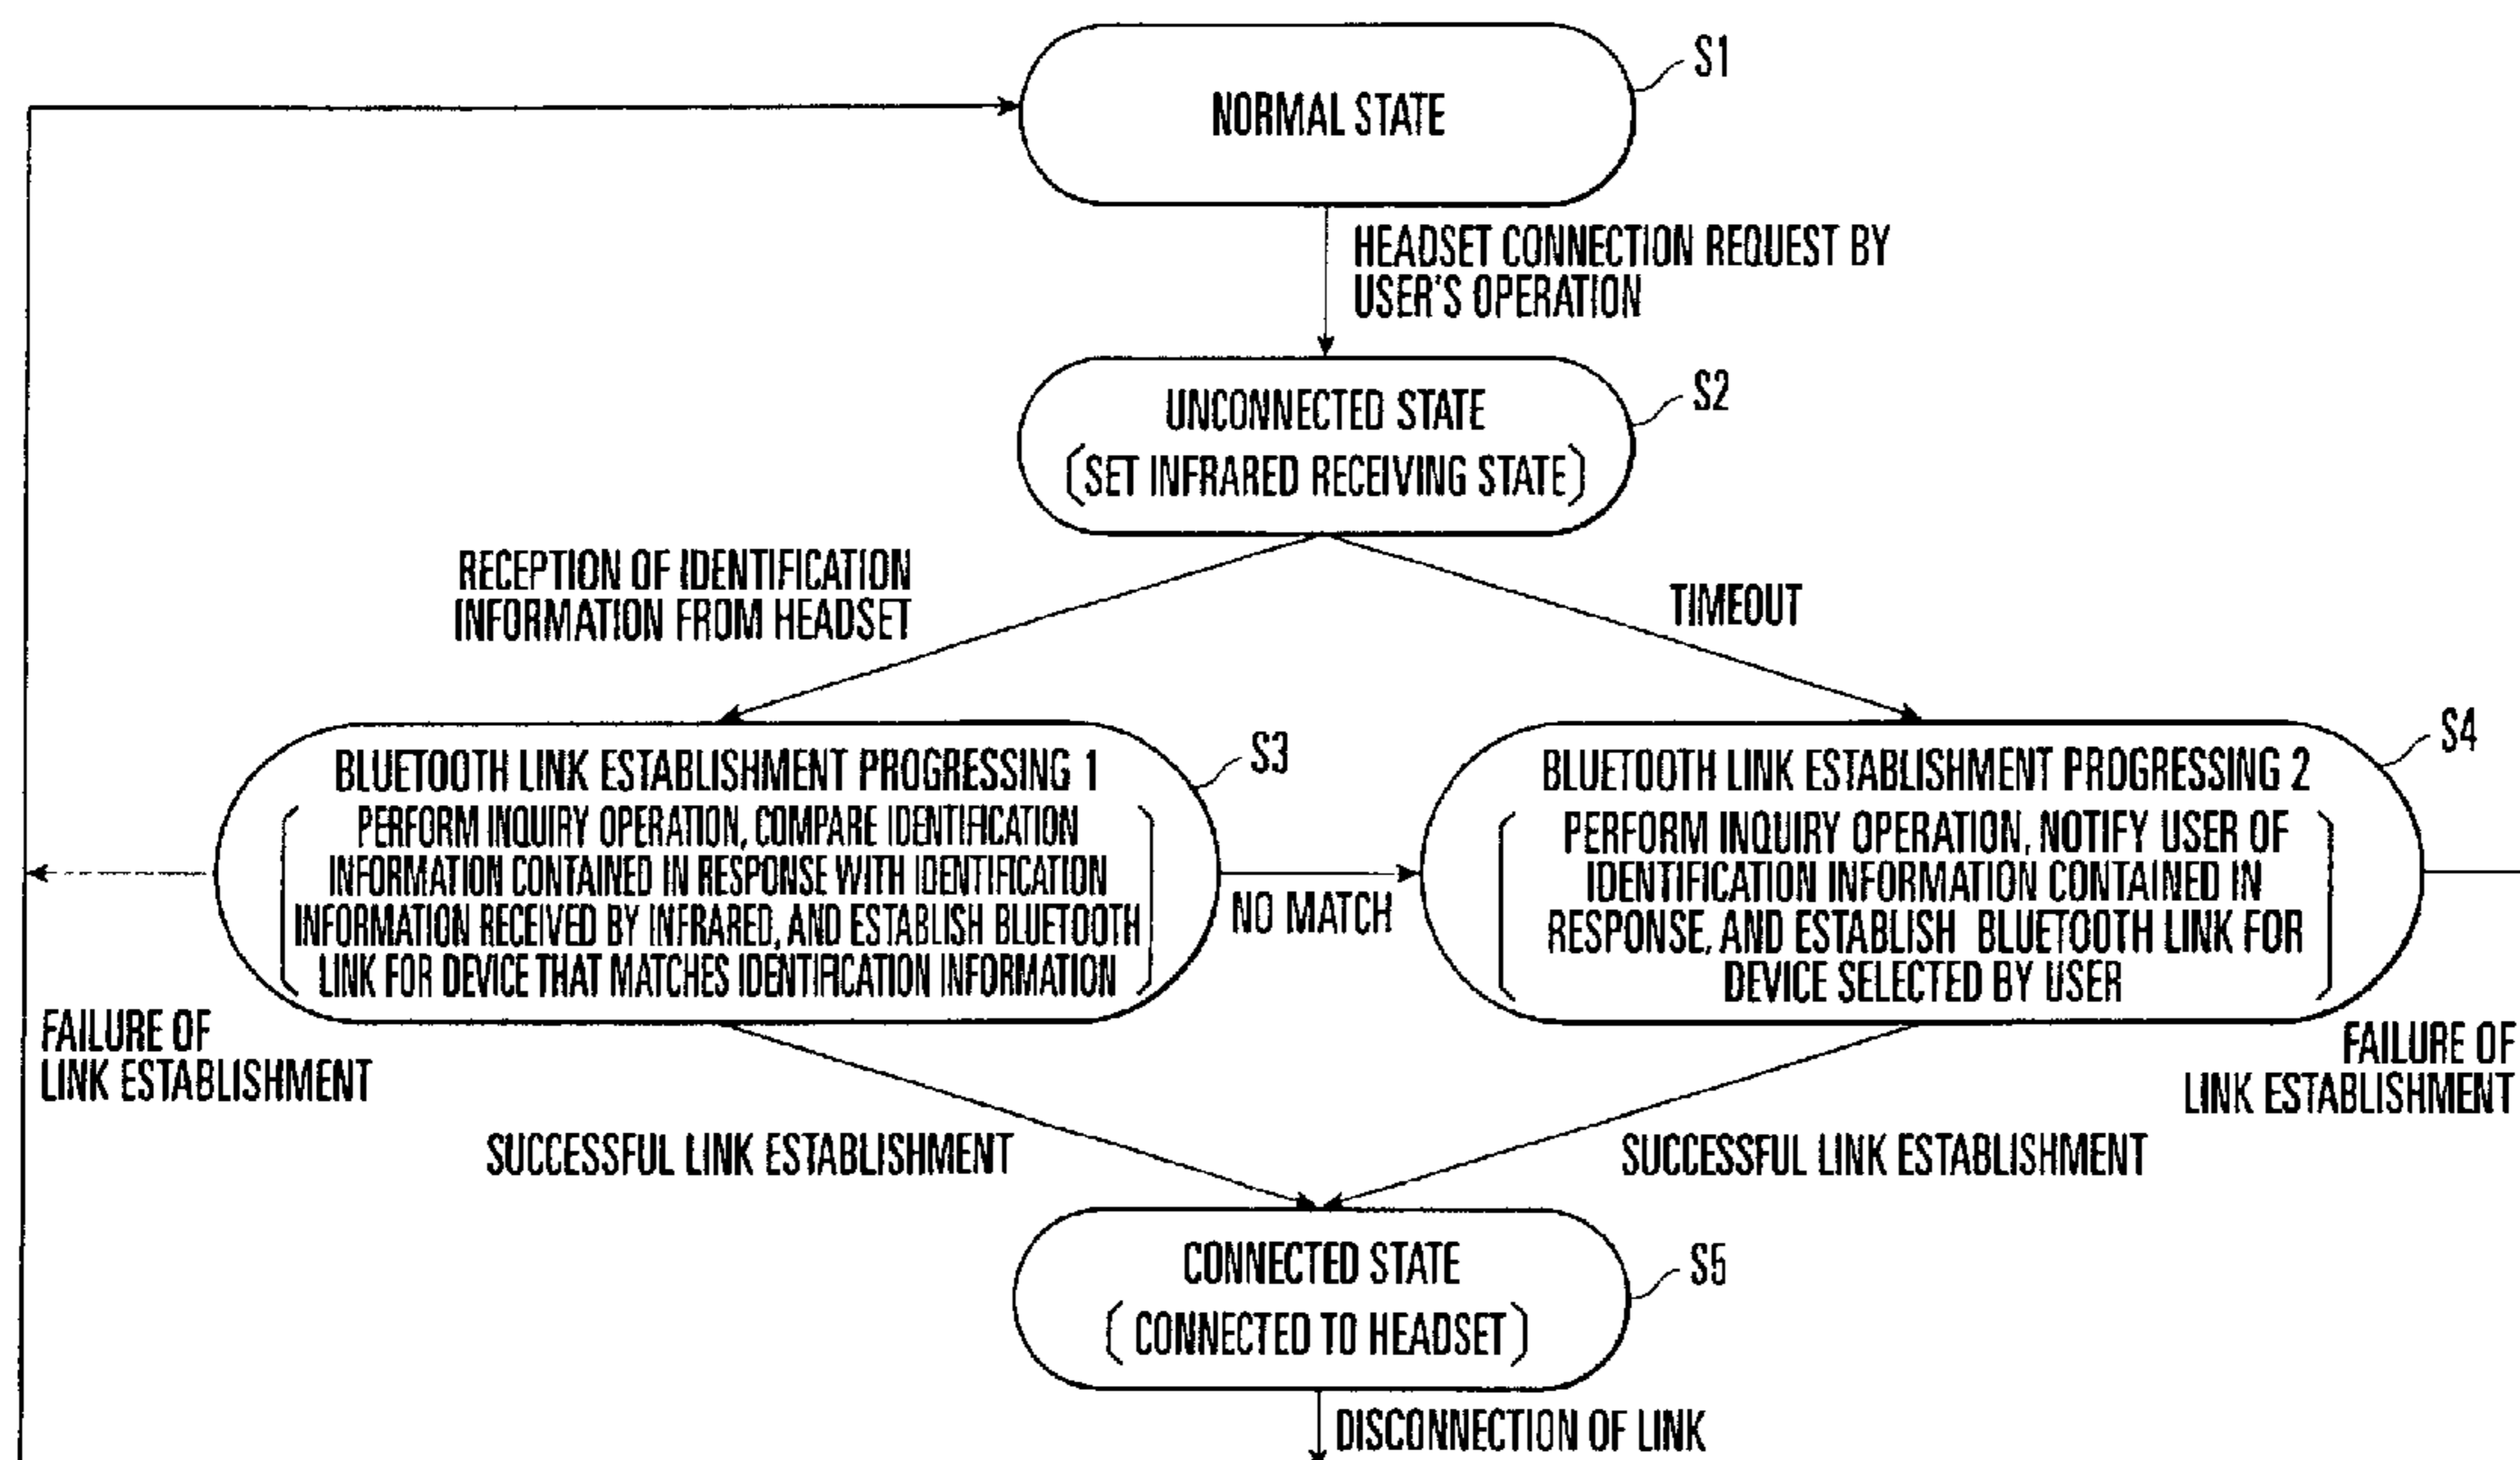 S1
NORMAL STATE
HEADSET CONNECTION REQUEST BY
USER'S OPERATION
S2
UNCONNECTED STATE
(SET INFRARED RECEIVING STATE)
RECEPTION OF IDENTIFICATION
INFORMATION FROM HEADSET
TIMEOUT
S3
BLUETOOTH LINK ESTABLISHMENT PROGRESSING 1
PERFORM INQUIRY OPERATION, COMPARE IDENTIFICATION
INFORMATION CONTAINED IN RESPONSE WITH IDENTIFICATION
INFORMATION RECEIVED BY INFRARED, AND ESTABLISH BLUETOOTH
LINK FOR DEVICE THAT MATCHES IDENTIFICATION INFORMATION
NO MATCH
S4
BLUETOOTH LINK ESTABLISHMENT PROGRESSING 2
PERFORM INQUIRY OPERATION, NOTIFY USER OF
IDENTIFICATION INFORMATION CONTAINED IN
RESPONSE, AND ESTABLISH BLUETOOTH LINK FOR
DEVICE SELECTED BY USER
FAILURE OF
LINK ESTABLISHMENT
FAILURE OF
LINK ESTABLISHMENT
SUCCESSFUL LINK ESTABLISHMENT
SUCCESSFUL LINK ESTABLISHMENT
S5
CONNECTED STATE
(CONNECTED TO HEADSET)
DISCONNECTION OF LINK